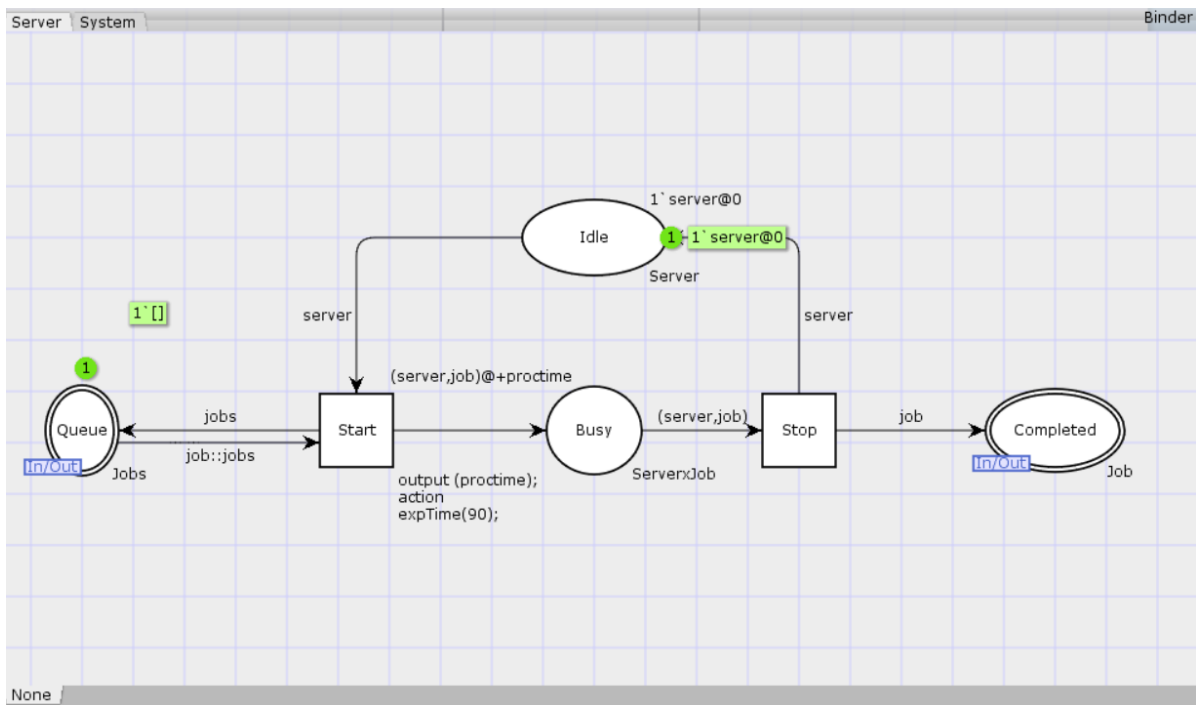 Server System
Binder
1`server@0
Idle
1
1`server@0
Server
1`[]
server
server
1
(server,job)@+proctime
Queue
jobs
job::jobs
Start
Busy
(server,job)
Stop
job
Completed
In/Out
Jobs
output (proctime);
action
expTime(90);
ServerxJob
In/Out
Job
None